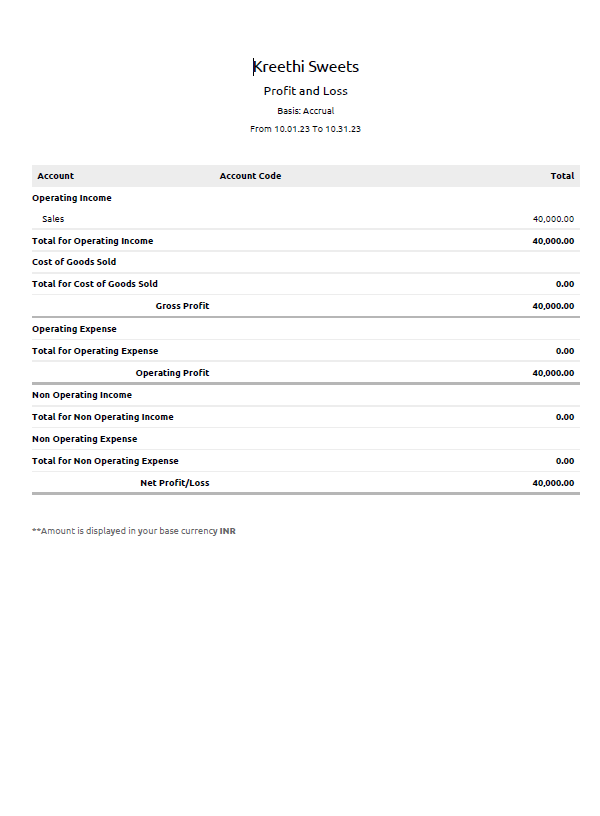 Kreethi Sweets
Profit and Loss
Basis: Accrual
From 10.01.23 To 10.31.23
Account Account Code Total
Operating Income
Sales 40,000.00
Total for Operating Income 40,000.00
Cost of Goods Sold
Total for Cost of Goods Sold 0.00
Gross Profit 40,000.00
Operating Expense
Total for Operating Expense 0.00
Operating Profit 40,000.00
Non Operating Income
Total for Non Operating Income 0.00
Non Operating Expense
Total for Non Operating Expense 0.00
Net Profit/Loss 40,000.00
**Amount is displayed in your base currency INR